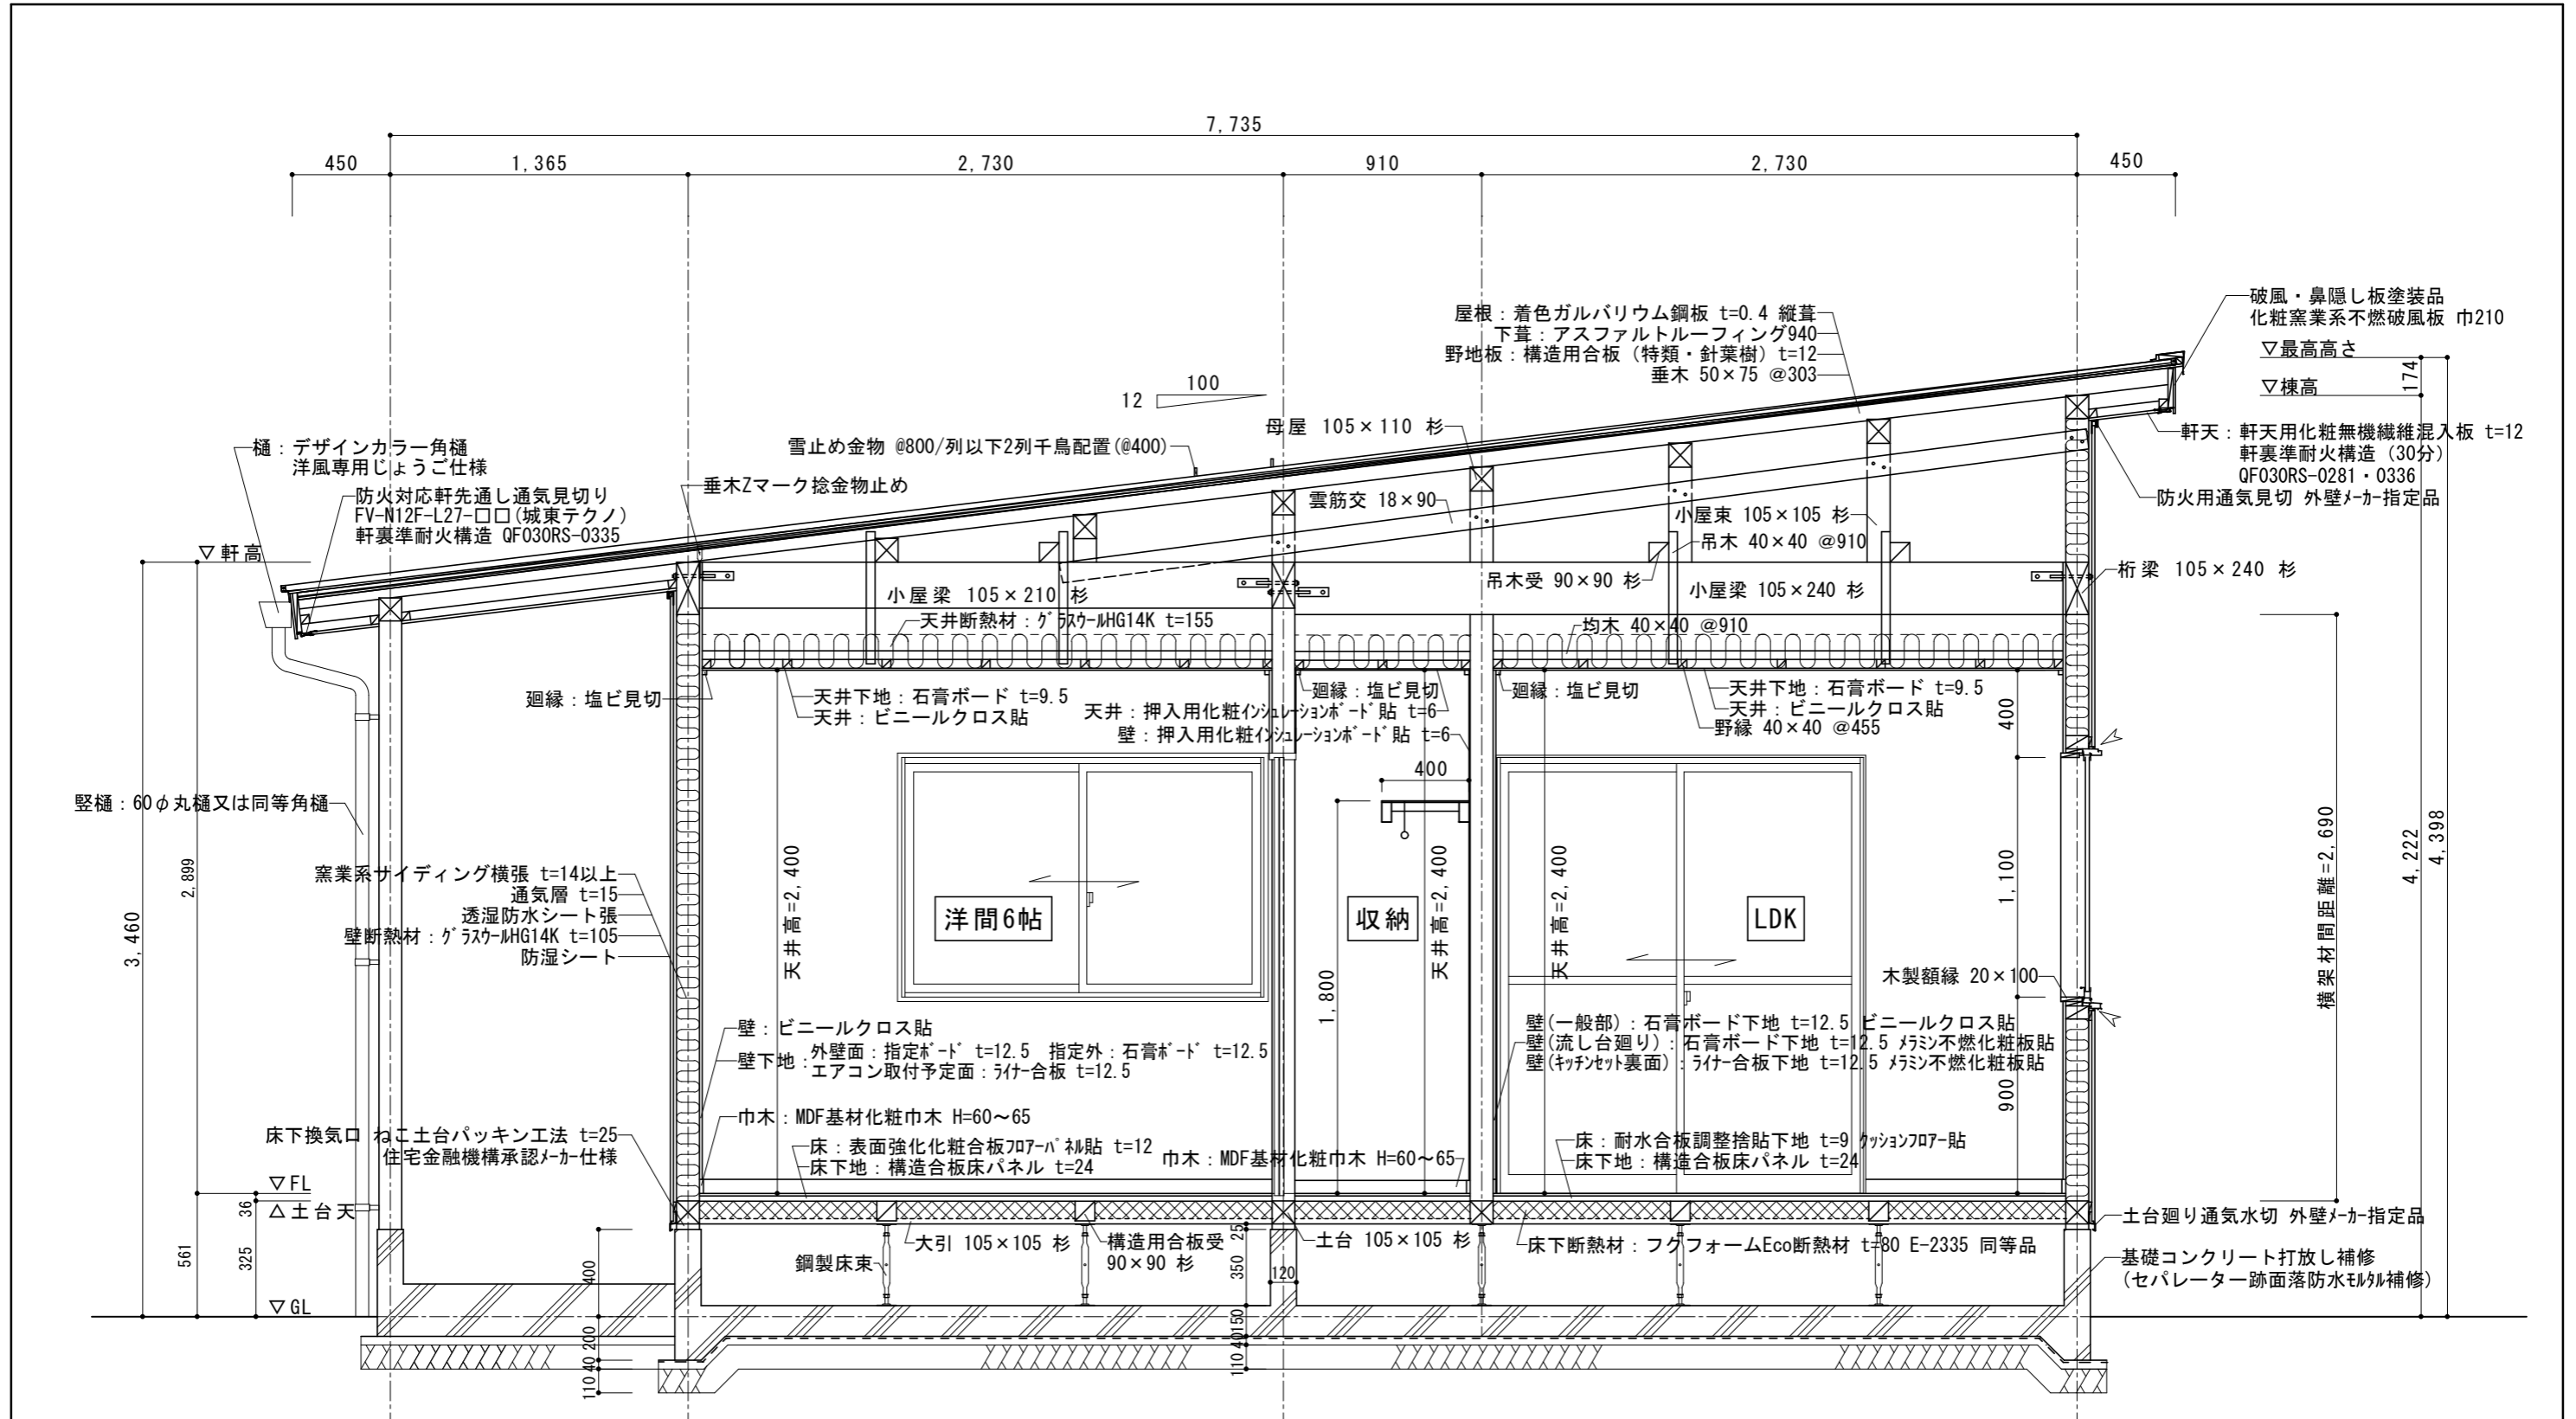 7,735
450
1,365
2,730
910
2,730
450
破風・鼻隠し板塗装品
化粧窯業系不燃破風板 巾210
屋根：着色ガルバリウム鋼板 t=0.4 縦葺
下葺：アスファルトルーフィング940
野地板：構造用合板（特類・針葉樹）t=12
垂木 50×75 @303
▽最高高さ
174
▽棟高
100
12
母屋 105×110 杉
軒天：軒天用化粧無機繊維混入板 t=12
軒裏準耐火構造（30分）
QF030RS-0281・0336
樋：デザインカラー角樋
洋風専用じょうご仕様
雪止め金物 @800/列以下2列千鳥配置(@400)
垂木Zマーク捻金物止め
防火対応軒先通し通気見切り
FV-N12F-L27-□□(城東テクノ)
軒裏準耐火構造 QF030RS-0335
雲筋交 18×90
防火用通気見切 外壁ﾒｰｶｰ指定品
小屋束 105×105 杉
吊木 40×40 @910
▽軒高
吊木受 90×90 杉
小屋梁 105×210 杉
小屋梁 105×240 杉
桁梁 105×240 杉
天井断熱材：ｸﾞﾗｽｳｰﾙHG14K t=155
均木 40×40 @910
廻縁：塩ビ見切
天井下地：石膏ボード t=9.5
天井：ビニールクロス貼
廻縁：塩ビ見切
天井：押入用化粧ｲﾝｼｭﾚｰｼｮﾝﾎﾞｰﾄﾞ貼 t=6
壁：押入用化粧ｲﾝｼｭﾚｰｼｮﾝﾎﾞｰﾄﾞ貼 t=6
廻縁：塩ビ見切
天井下地：石膏ボード t=9.5
天井：ビニールクロス貼
野縁 40×40 @455
400
400
竪樋：60φ丸樋又は同等角樋
2,899
3,460
窯業系サイディング横張 t=14以上
通気層 t=15
透湿防水シート張
壁断熱材：ｸﾞﾗｽｳｰﾙHG14K t=105
防湿シート
天井高=2,400
洋間6帖
1,800
収納
天井高=2,400
天井高=2,400
LDK
1,100
横架材間距離=2,690
4,222
4,398
木製額縁 20×100
壁：ビニールクロス貼
壁下地：
外壁面：指定ﾎﾞｰﾄﾞ t=12.5 指定外：石膏ﾎﾞｰﾄﾞ t=12.5
エアコン取付予定面：ﾗｲﾅｰ合板 t=12.5
壁(一般部)：石膏ボード下地 t=12.5 ビニールクロス貼
壁(流し台廻り)：石膏ボード下地 t=12.5 ﾒﾗﾐﾝ不燃化粧板貼
壁(ｷｯﾁﾝｾｯﾄ裏面)：ﾗｲﾅｰ合板下地 t=12.5 ﾒﾗﾐﾝ不燃化粧板貼
900
巾木：MDF基材化粧巾木 H=60～65
床下換気口 ねこ土台パッキン工法 t=25
住宅金融機構承認ﾒｰｶｰ仕様
床：表面強化化粧合板ﾌﾛｱｰﾊﾟﾈﾙ貼 t=12
床下地：構造合板床パネル t=24
巾木：MDF基材化粧巾木 H=60～65
床：耐水合板調整捨貼下地 t=9 ｸｯｼｮﾝﾌﾛｱｰ貼
床下地：構造合板床パネル t=24
▽FL
36
△土台天
561
325
▽GL
大引 105×105 杉
構造用合板受
90×90 杉
鋼製床束
土台 105×105 杉
床下断熱材：フクフォームEco断熱材 t=80 E-2335 同等品
土台廻り通気水切 外壁ﾒｰｶｰ指定品
基礎コンクリート打放し補修
（セパレーター跡面落防水ﾓﾙﾀﾙ補修）
400
200
40
110
25
350
120
150
40
110